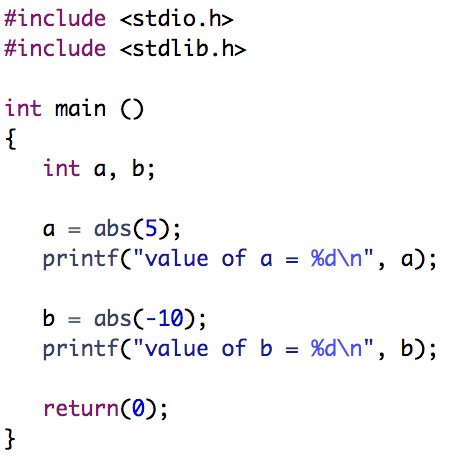 #include <stdio.h>
#include <stdlib.h>

int main ()
{
   int a, b;

   a = abs(5);
   printf("value of a = %d\n", a);

   b = abs(-10);
   printf("value of b = %d\n", b);

   return(0);
}